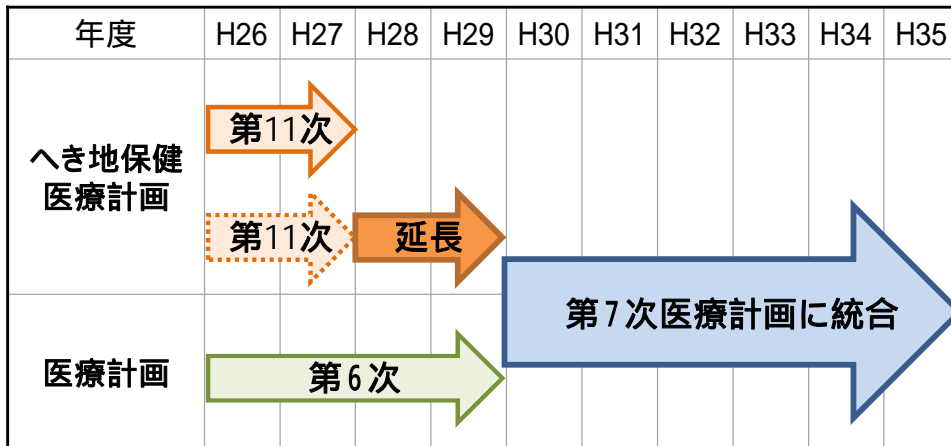 年度 H26 H27 H28 H29 H30 H31 H32 H33 H34 H35
へき地保健
医療計画
第11次
第11次
延長
第7次医療計画に統合
医療計画
第6次